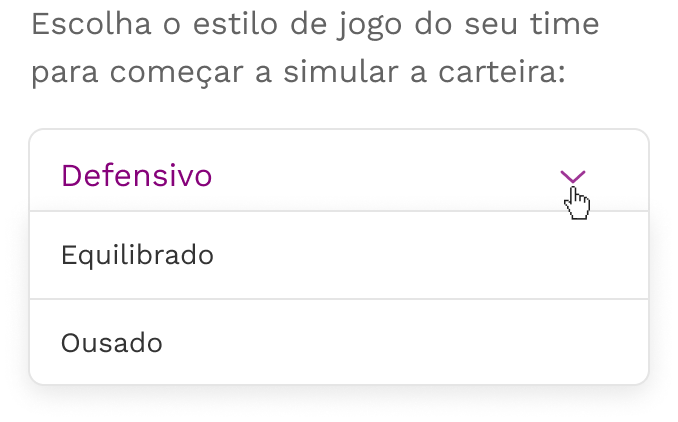 Escolha o estilo de jogo do seu time
para começar a simular a carteira:
Defensivo
Equilibrado
Ousado